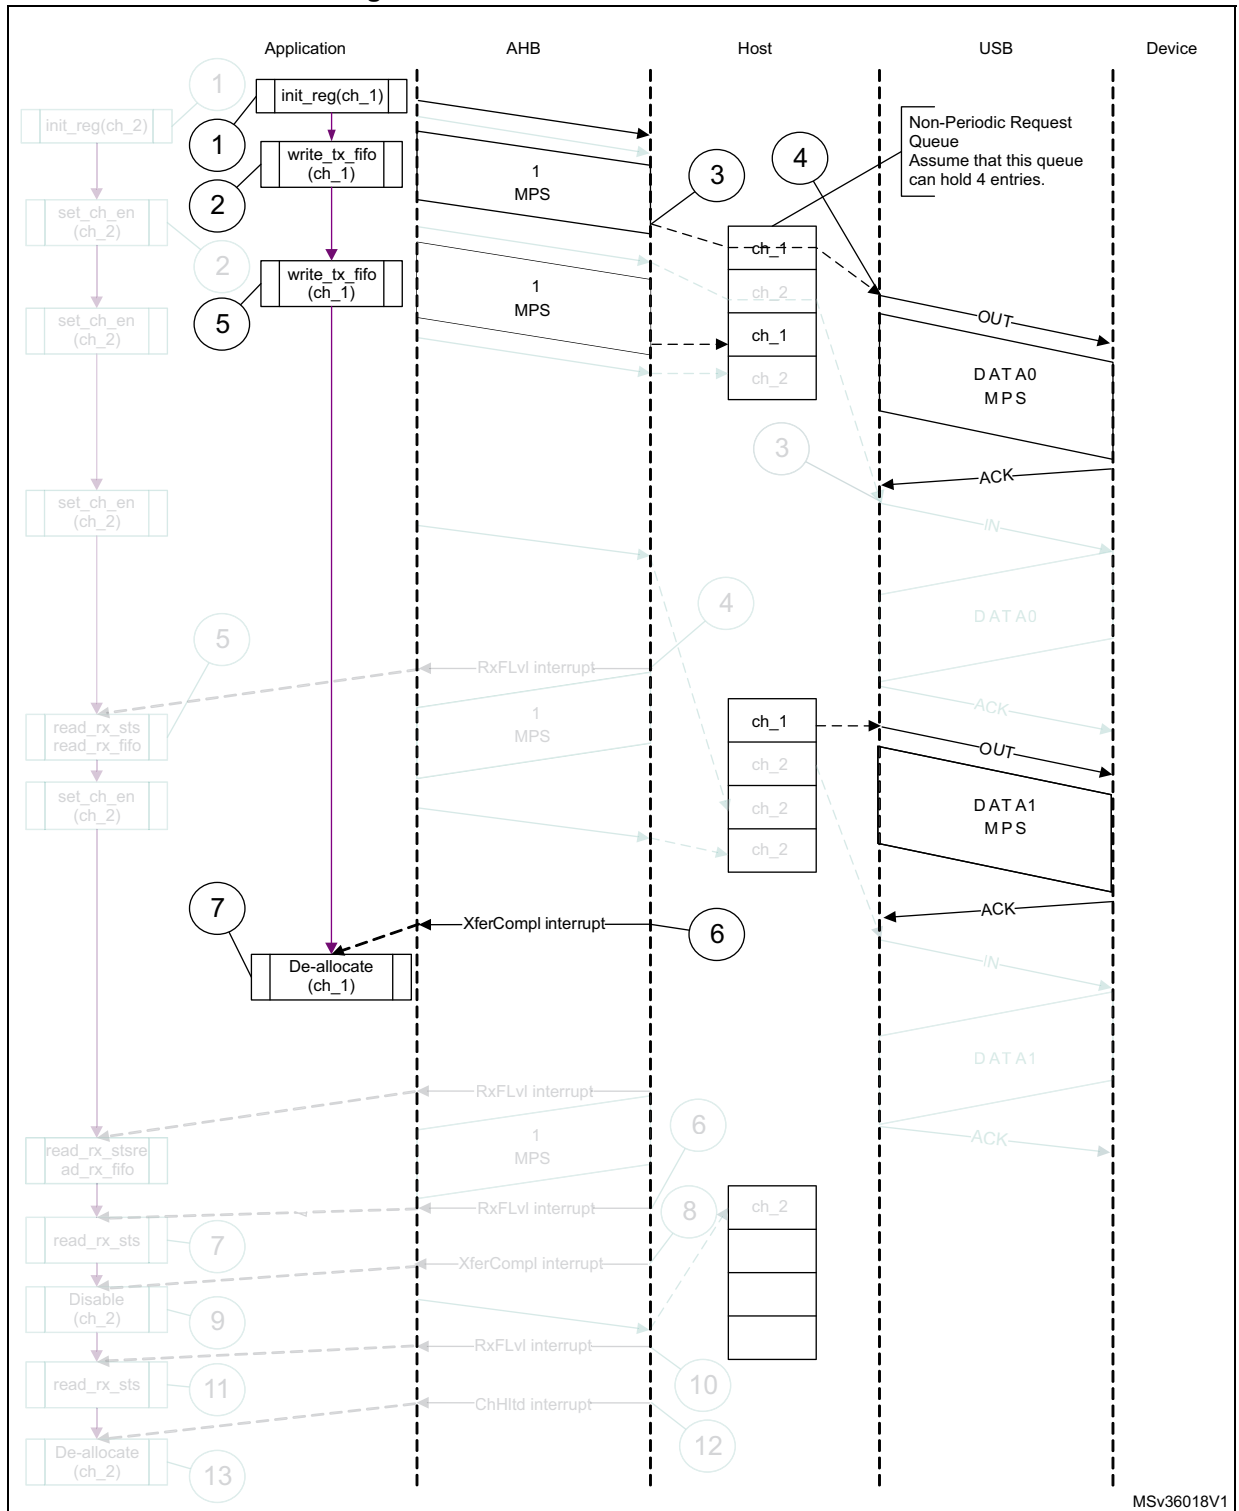 g
Application AHB Host USB Device
1
init_reg(ch_1)
init_reg(ch_2)
1
Non-Periodic Request
Queue
Assume that this queue
can hold 4 entries.
write_tx_fifo
(ch_1)
1
MPS
3
4
2
set_ch_en
(ch_2)
2
ch_1
write_tx_fifo
(ch_1)
1
MPS
ch_2
5
set_ch_en
(ch_2)
OUT
ch_1
ch_2
DATA0
MPS
3
ACK
set_ch_en
(ch_2)
IN
4
DATA0
5
RxFLvl interrupt
ACK
read_rx_sts
read_rx_fifo
1
MPS
ch_1
OUT
ch_2
set_ch_en
(ch_2)
ch_2
DATA1
MPS
ch_2
7
XferCompl interrupt
6
ACK
De-allocate
(ch_1)
IN
DATA1
RxFLvl interrupt
6
read_rx_stsre
ad_rx_fifo
1
MPS
ACK
RxFLvl interrupt
8
ch_2
read_rx_sts
7
XferCompl interrupt
Disable
(ch_2)
9
RxFLvl interrupt
read_rx_sts
11
10
ChHltd interrupt
12
De-allocate
(ch_2)
13
MSv36018V1